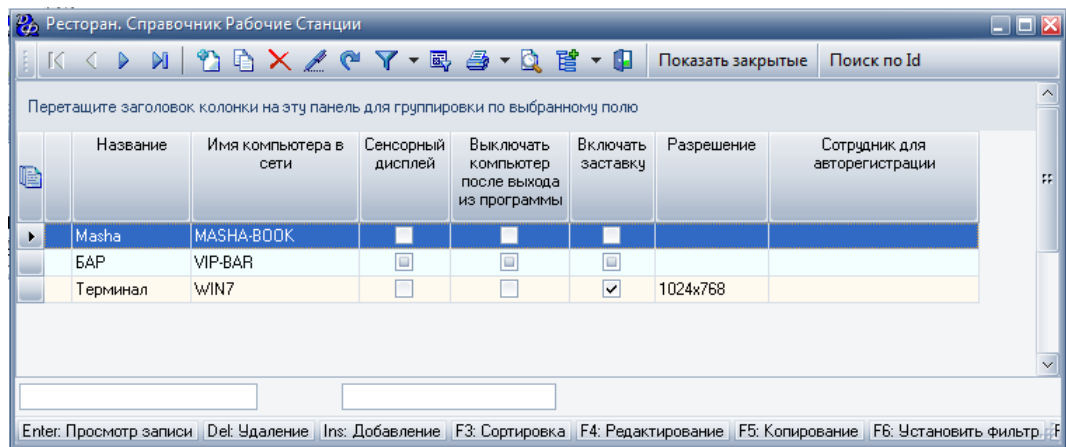 Ресторан. Справочник Рабочие Станции
Показать закрытые Поиск по Id
Перетащите заголовок колонки на эту панель для группировки по выбранному полю
Название Имя компьютера в сети Сенсорный дисплей Выключать компьютер после выхода из программы Включать заставку Разрешение Сотрудник для авторегистрации
Masha MASHA-BOOK
БАР VIP-BAR
Терминал WIN7 1024x768
Enter: Просмотр записи Del: Удаление Ins: Добавление F3: Сортировка F4: Редактирование F5: Копирование F6: Установить фильтр F